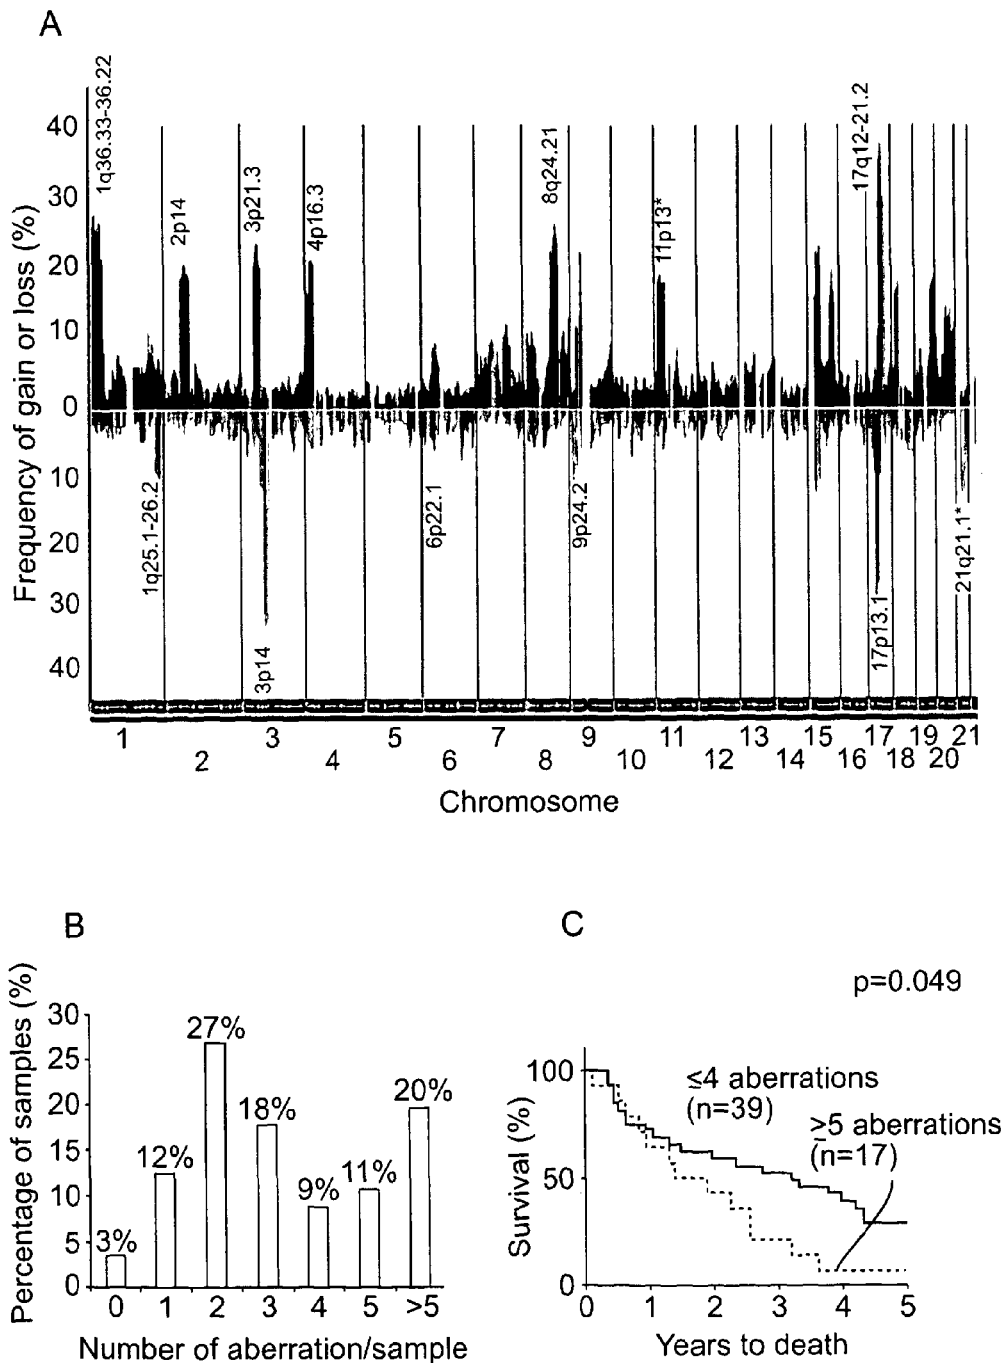 A
Frequency of gain or loss (%)
40
30
20
10
0
10
20
30
40
1q36.33-36.22
2p14
3p21.3
4p16.3
8q24.21
11p13*
17q12-21.2
1q25.1-26.2
3p14
6p22.1
9p24.2
17p13.1
21q21.1*
1 3 5 7 9 11 13 15 17 19 21
2 4 6 8 10 12 14 16 18 20
Chromosome
B
Percentage of samples (%)
30
25
20
15
10
5
0
3%
12%
27%
18%
9%
11%
20%
0 1 2 3 4 5 >5
Number of aberration/sample
C
p=0.049
Survival (%)
100
50
0
≤4 aberrations
(n=39)
≥5 aberrations
(n=17)
0 1 2 3 4 5
Years to death